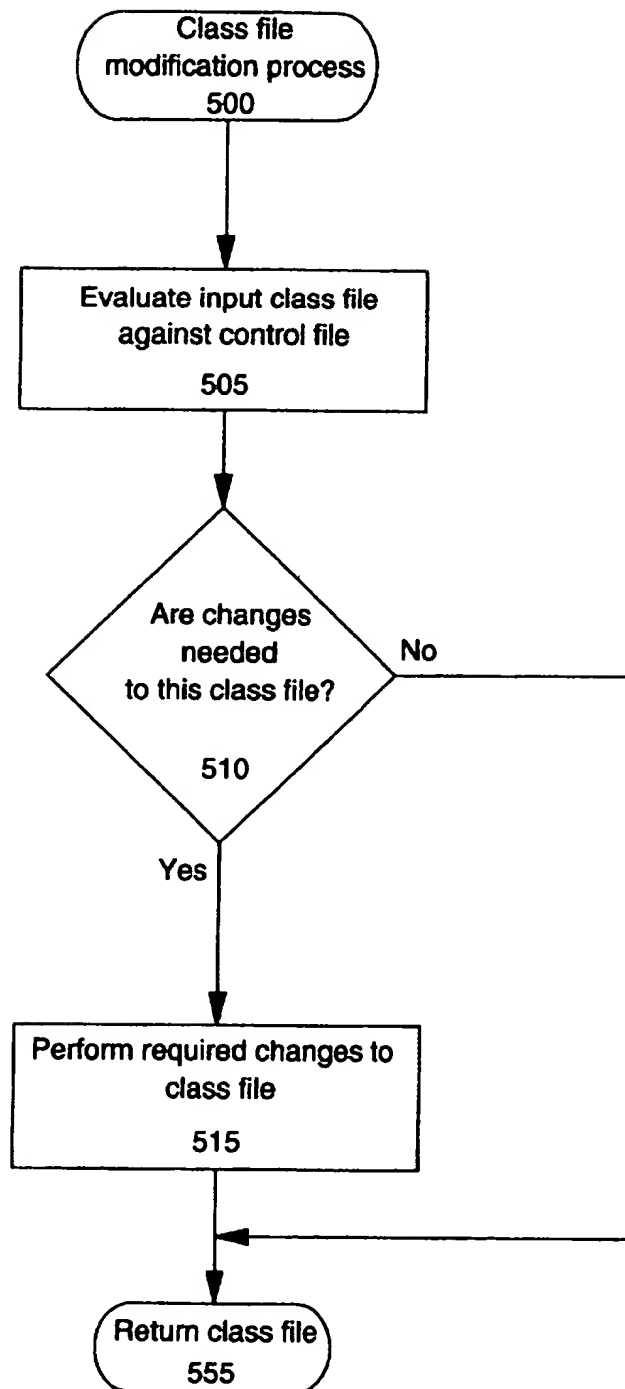 Class file
modification process
500
Evaluate input class file
against control file
505
Are changes
needed
to this class file?
510
No
Yes
Perform required changes to
class file
515
Return class file
555